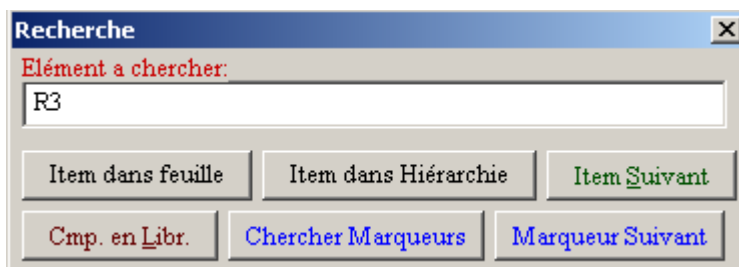 Recherche
Elément a chercher:
R3
Item dans feuille Item dans Hiérarchie Item Suivant
Cmp. en Libr. Chercher Marqueurs Marqueur Suivant